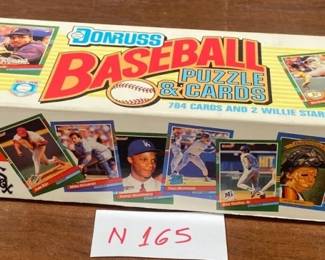 DONRUSS
BASEBALL
PUZZLE
& CARDS
784 CARDS AND 2 WILLIE STAR
N 165